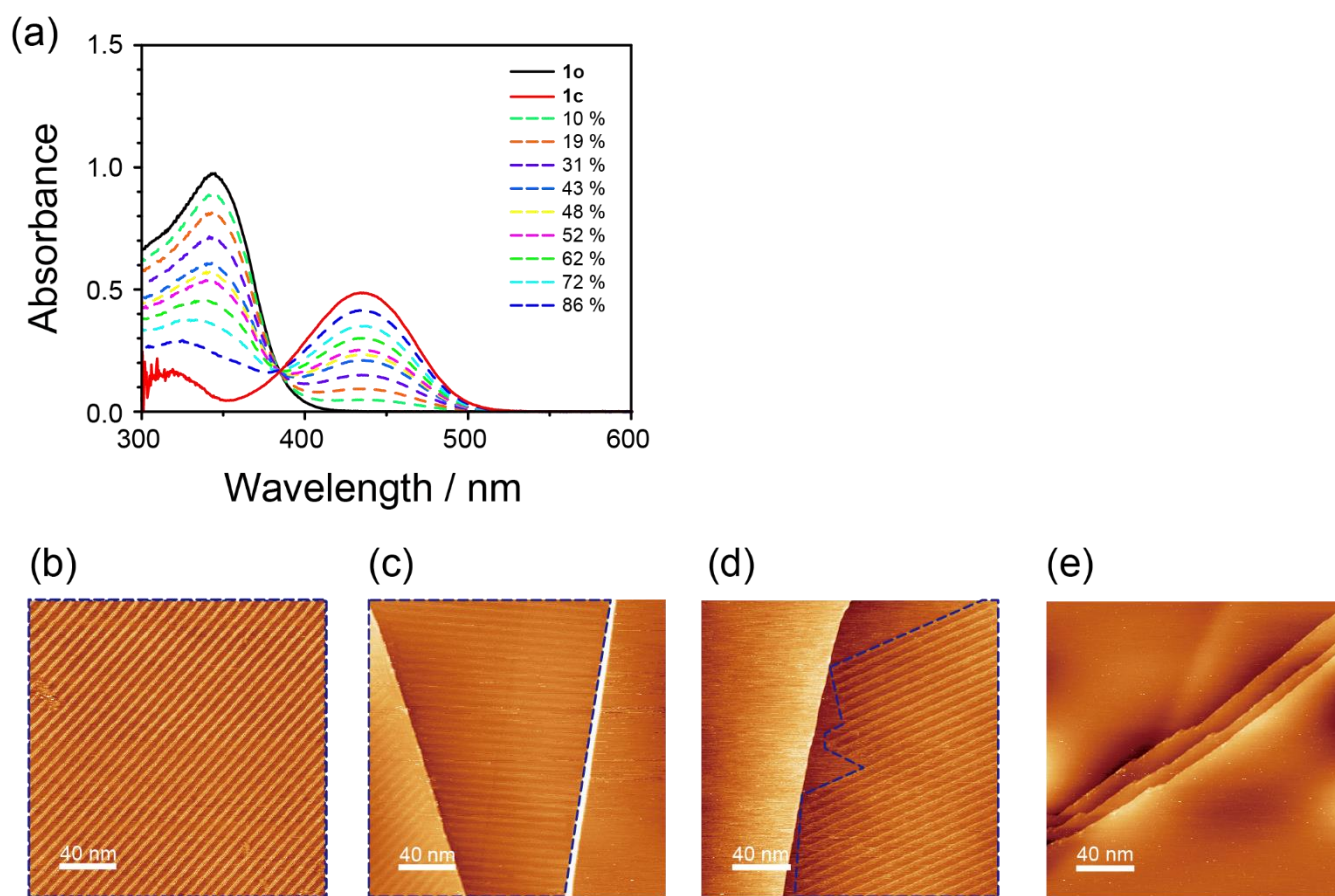 (a)
1.5
1.0
0.5
0.0
Absorbance
300
400
500
600
Wavelength / nm
1o
1c
10 %
19 %
31 %
43 %
48 %
52 %
62 %
72 %
86 %
(b)
(c)
(d)
(e)
40 nm
40 nm
40 nm
40 nm